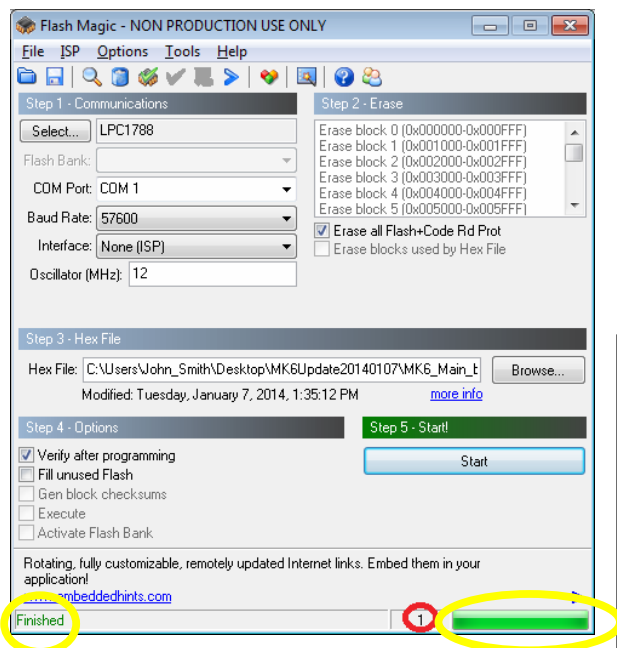 Flash Magic - NON PRODUCTION USE ONLY
File ISP Options Tools Help
Step 1 - Communications
Select... LPC1788
Flash Bank:
COM Port: COM 1
Baud Rate: 57600
Interface: None (ISP)
Oscillator (MHz): 12
Step 2 - Erase
Erase block 0 (0x000000-0x000FFF)
Erase block 1 (0x001000-0x001FFF)
Erase block 2 (0x002000-0x002FFF)
Erase block 3 (0x003000-0x003FFF)
Erase block 4 (0x004000-0x004FFF)
Erase block 5 (0x005000-0x005FFF)
Erase all Flash+Code Rd Prot
Erase blocks used by Hex File
Step 3 - Hex File
Hex File: C:\Users\John_Smith\Desktop\MK6Update20140107\MK6_Main_t Browse...
Modified: Tuesday, January 7, 2014, 1:35:12 PM more info
Step 4 - Options
Verify after programming
Fill unused Flash
Gen block checksums
Execute
Activate Flash Bank
Step 5 - Start!
Start
Rotating, fully customizable, remotely updated Internet links. Embed them in your
application!
www.embeddedhints.com
Finished 1